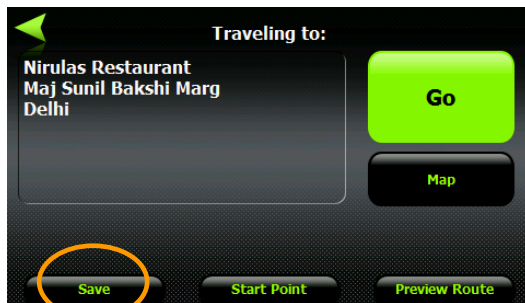 Traveling to:
Nirulas Restaurant
Maj Sunil Bakshi Marg
Delhi
Go
Map
Save
Start Point
Preview Route